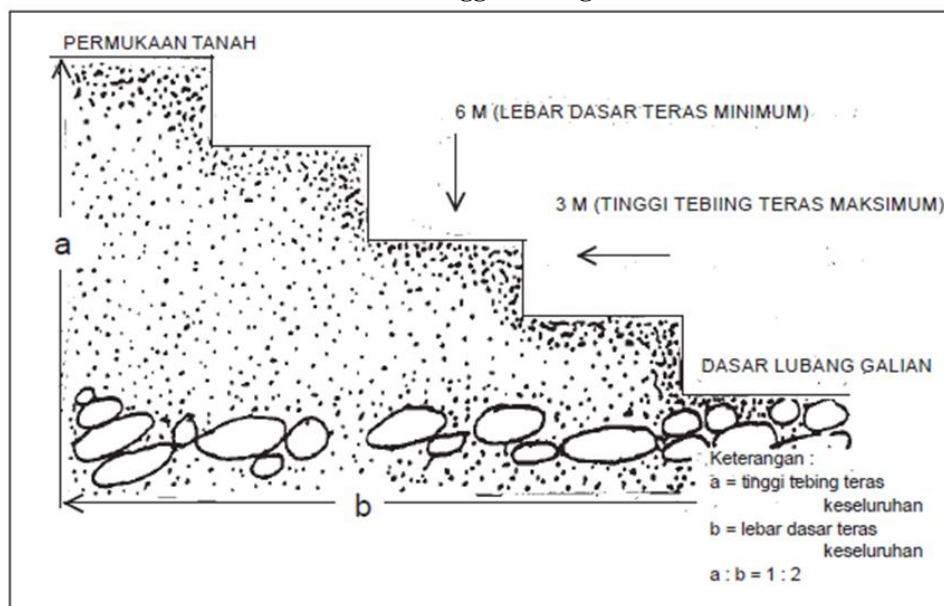 PERMUKAAN TANAH
6 M (LEBAR DASAR TERAS MINIMUM)
3 M (TINGGI TEBIING TERAS MAKSIMUM)
a
DASAR LUBANG GALIAN
b
Keterangan :
a = tinggi tebing teras
keseluruhan
b = lebar dasar teras
keseluruhan
a : b = 1 : 2